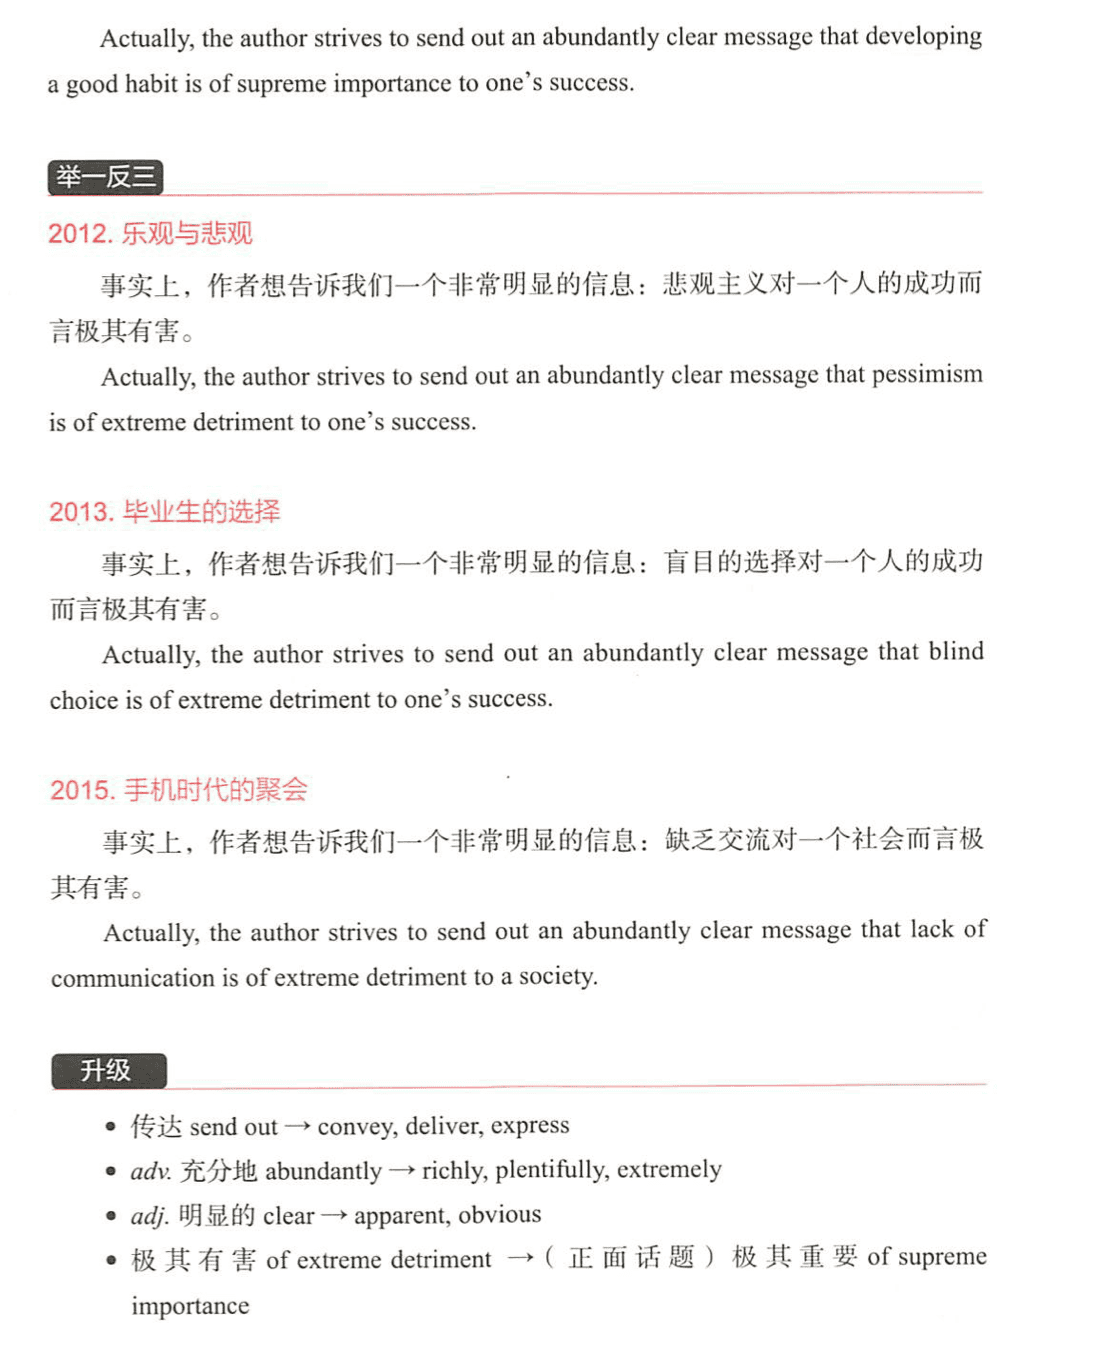 Actually, the author strives to send out an abundantly clear message that developing
a good habit is of supreme importance to one's success.
举一反三
2012. 乐观与悲观
事实上，作者想告诉我们一个非常明显的信息：悲观主义对一个人的成功而
言极其有害。
Actually, the author strives to send out an abundantly clear message that pessimism
is of extreme detriment to one's success.
2013. 毕业生的选择
事实上，作者想告诉我们一个非常明显的信息：盲目的选择对一个人的成功
而言极其有害。
Actually, the author strives to send out an abundantly clear message that blind
choice is of extreme detriment to one's success.
2015. 手机时代的聚会
事实上，作者想告诉我们一个非常明显的信息：缺乏交流对一个社会而言极
其有害。
Actually, the author strives to send out an abundantly clear message that lack of
communication is of extreme detriment to a society.
升级
• 传达 send out → convey, deliver, express
• adv. 充分地 abundantly → richly, plentifully, extremely
• adj. 明显的 clear → apparent, obvious
• 极其有害 of extreme detriment →（正面话题）极其重要 of supreme
importance